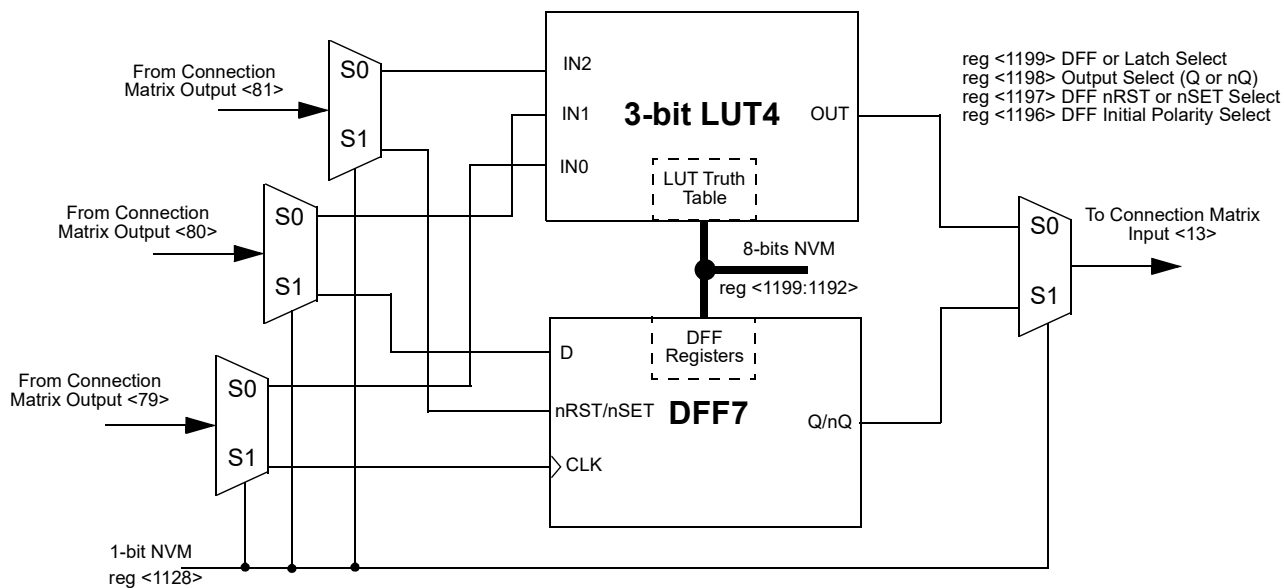 From Connection
Matrix Output <81>
S0
S1
IN2
IN1
IN0
3-bit LUT4
OUT
LUT Truth
Table
reg <1199> DFF or Latch Select
reg <1198> Output Select (Q or nQ)
reg <1197> DFF nRST or nSET Select
reg <1196> DFF Initial Polarity Select
From Connection
Matrix Output <80>
S0
S1
8-bits NVM
reg <1199:1192>
To Connection Matrix
Input <13>
S0
S1
From Connection
Matrix Output <79>
S0
S1
D
nRST/nSET
CLK
DFF
Registers
DFF7
Q/nQ
1-bit NVM
reg <1128>